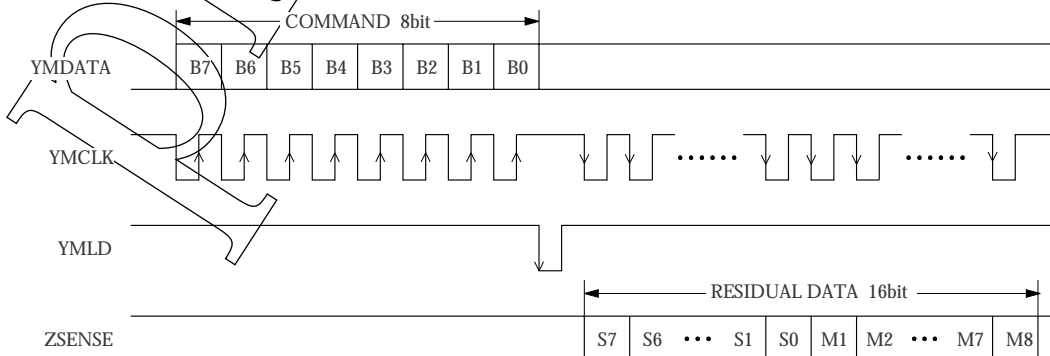 COMMAND 8bit
YMDATA B7 B6 B5 B4 B3 B2 B1 B0
YMCLK ...... ......
YMLD
RESIDUAL DATA 16bit
ZSENSE S7 S6 ... S1 S0 M1 M2 ... M7 M8